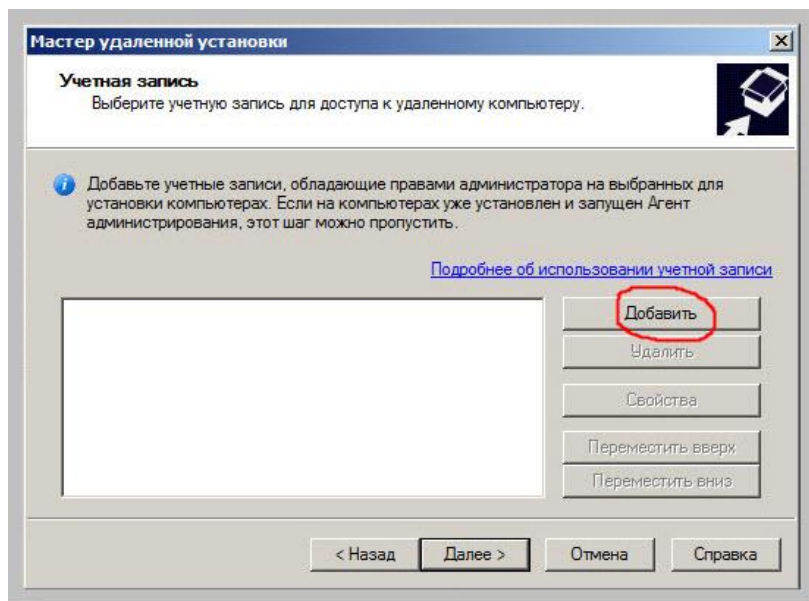 Мастер удаленной установки
Учетная запись
Выберите учетную запись для доступа к удаленному компьютеру.
Добавьте учетные записи, обладающие правами администратора на выбранных для
установки компьютерах. Если на компьютерах уже установлен и запущен Агент
администрирования, этот шаг можно пропустить.
Подробнее об использовании учетной записи
Добавить
Удалить
Свойства
Переместить вверх
Переместить вниз
< Назад
Далее >
Отмена
Справка